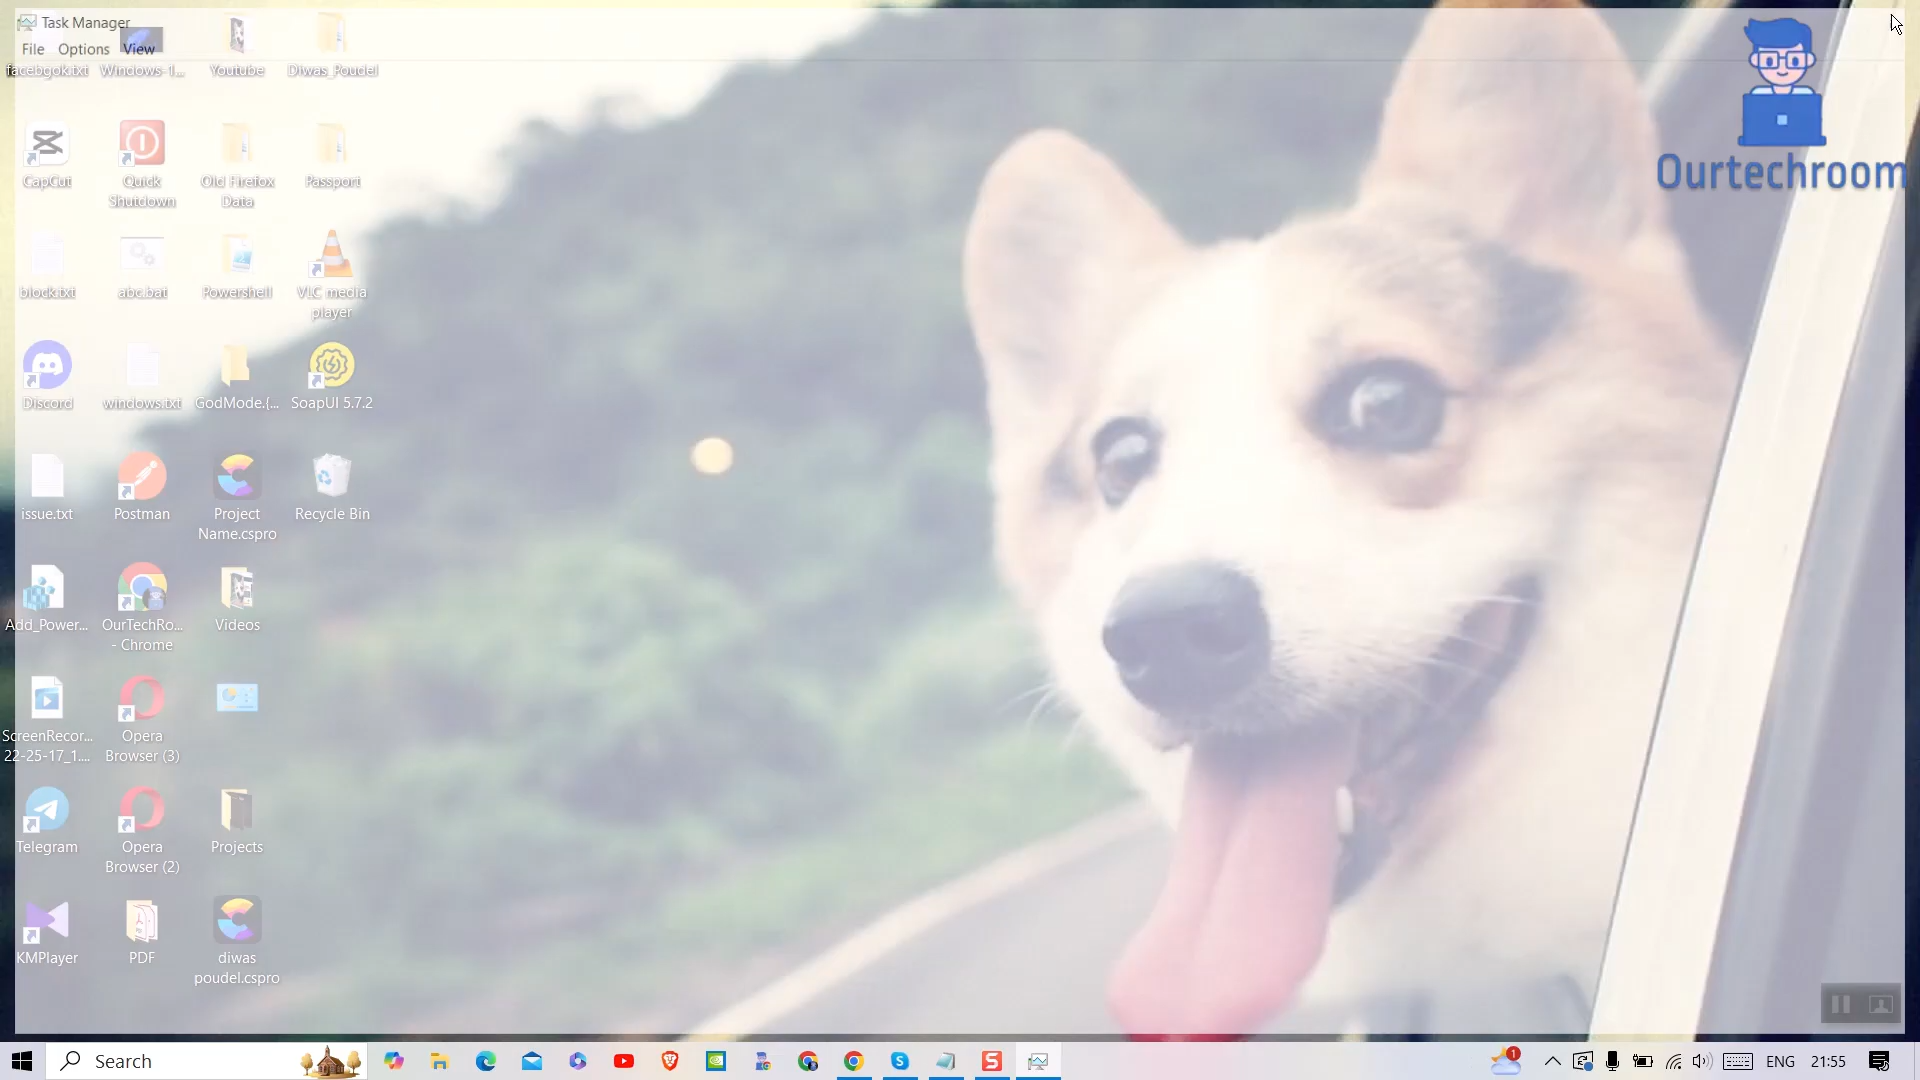 Task Manager
File Options View
facebgok.txt
Windows-1...
Youtube
Diwas_Poudel
CapCut
Quick
Shutdown
Old Firefox
Data
Passport
block.txt
abc.bat
Powershell
VLC media
player
Discord
windows.txt
GodMode.{...
SoapUI 5.7.2
issue.txt
Postman
Project
Name.cspro
Recycle Bin
Add_Power...
OurTechRo...
- Chrome
Videos
ScreenRecor...
22-25-17_1....
Opera
Browser (3)
Telegram
Opera
Browser (2)
Projects
KMPlayer
PDF
diwas
poudel.cspro
Ourtechroom
Search
1
ENG
21:55